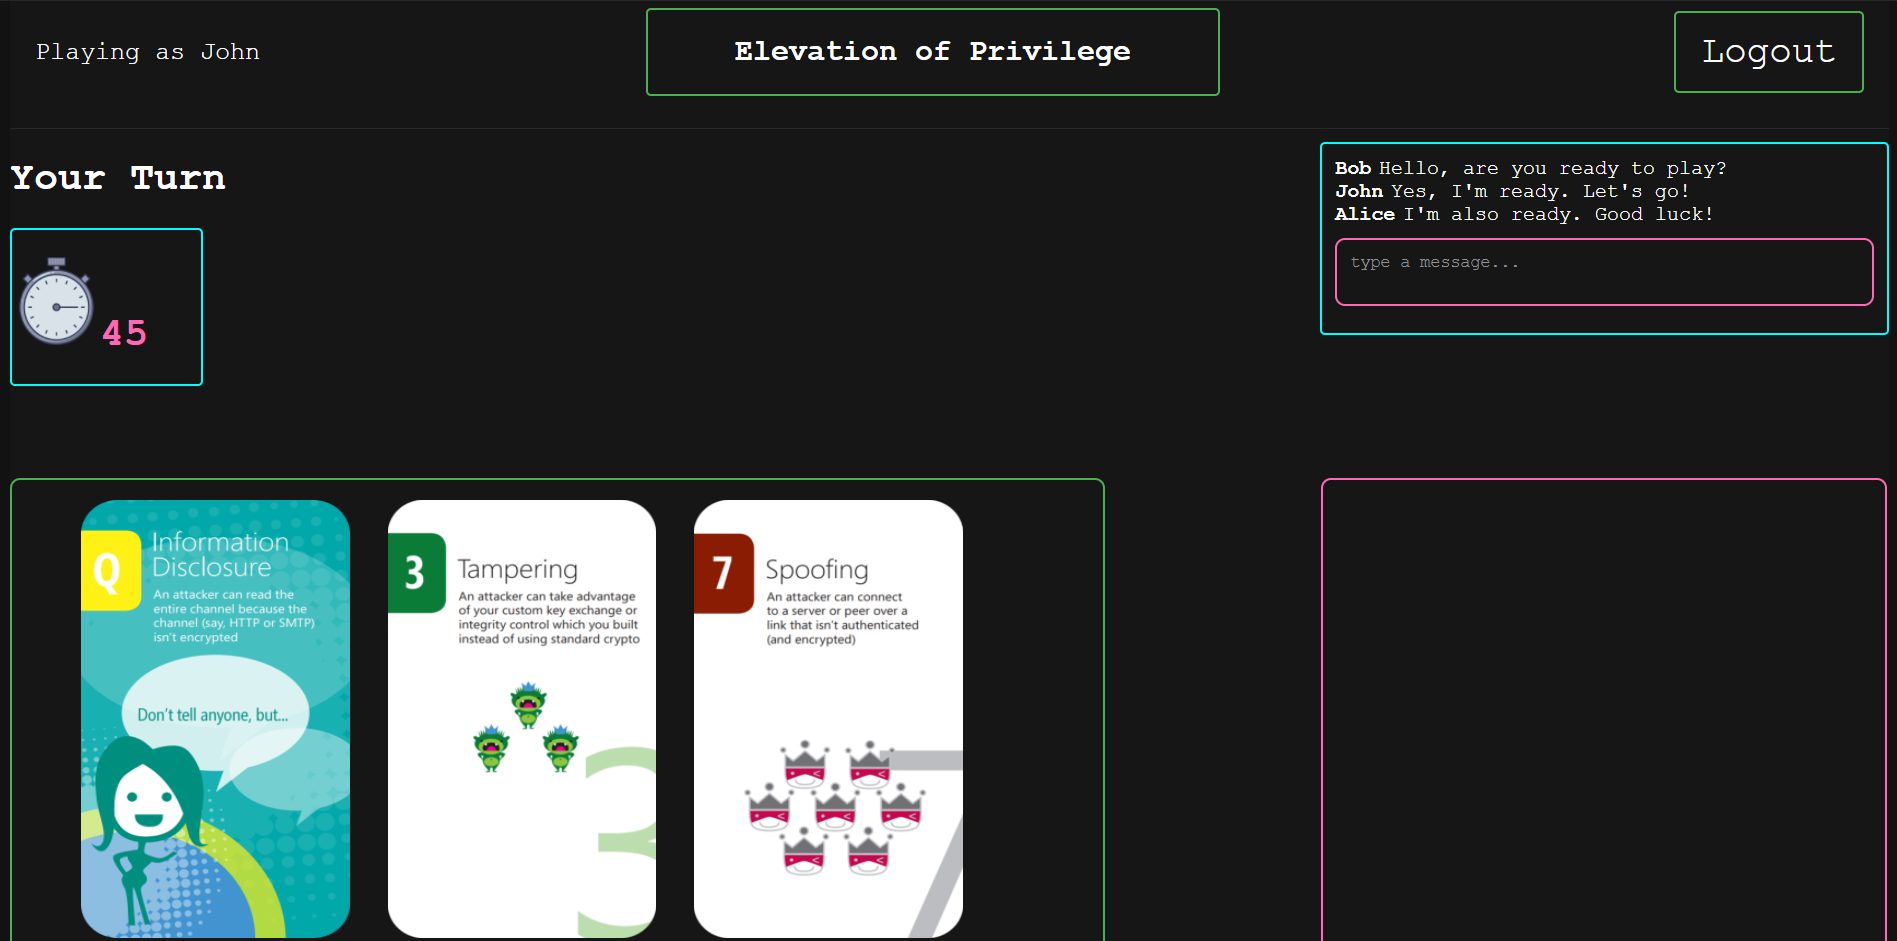 Playing as John
Elevation of Privilege
Logout
Your Turn
45
Bob Hello, are you ready to play?
John Yes, I'm ready. Let's go!
Alice I'm also ready. Good luck!
type a message...
Q
Information
Disclosure
An attacker can read the
entire channel because the
channel (say, HTTP or SMTP)
isn't encrypted
Don't tell anyone, but...
3
Tampering
An attacker can take advantage
of your custom key exchange or
integrity control which you built
instead of using standard crypto
3
7
Spoofing
An attacker can connect
to a server or peer over a
link that isn't authenticated
(and encrypted)
7